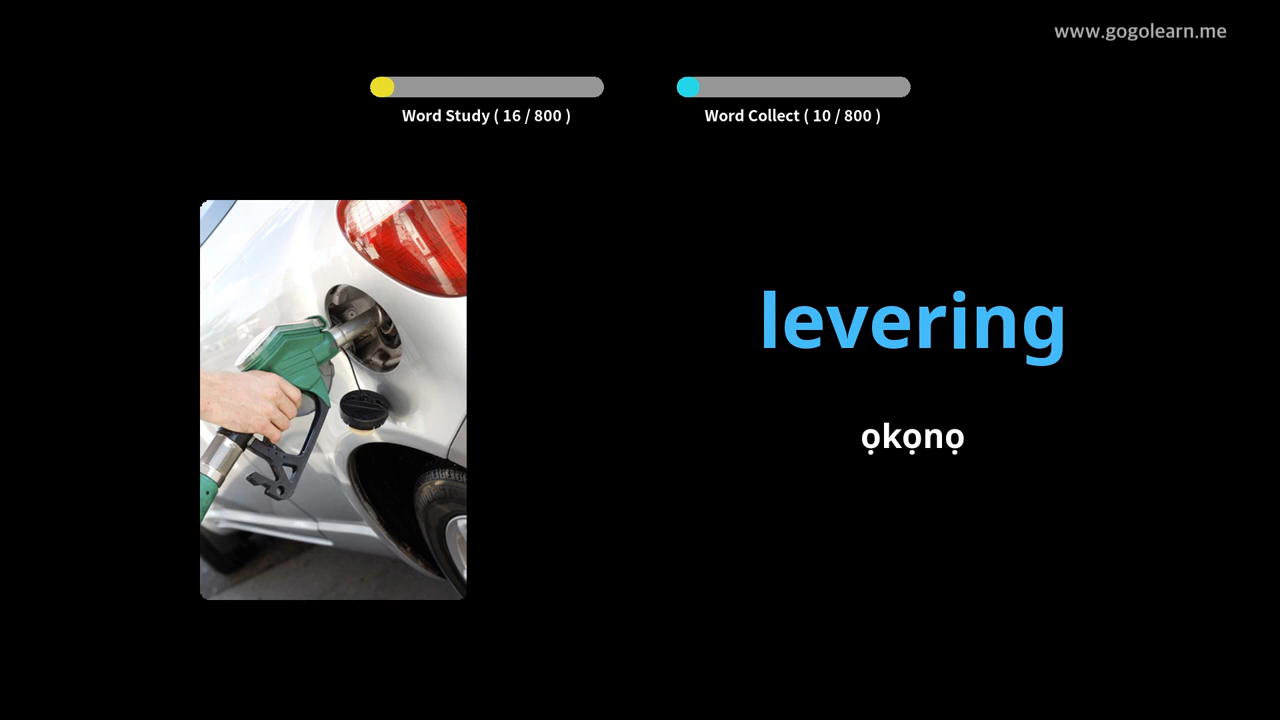 www.gogolearn.me
Word Study ( 16 / 800 )
Word Collect ( 10 / 800 )
levering
ọkọnọ